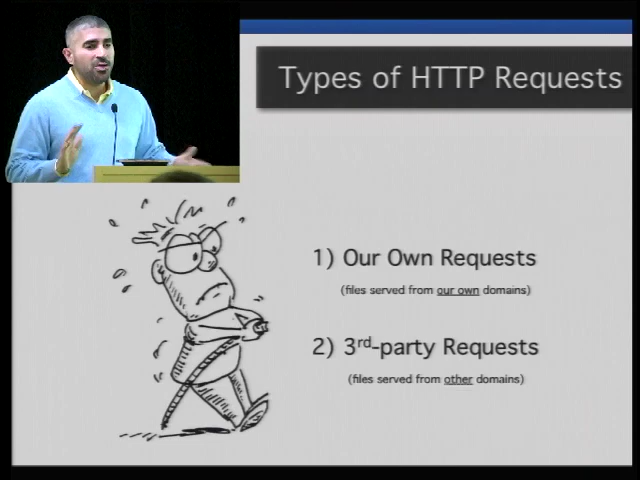 Types of HTTP Requests
1) Our Own Requests
(files served from our own domains)
2) 3rd-party Requests
(files served from other domains)